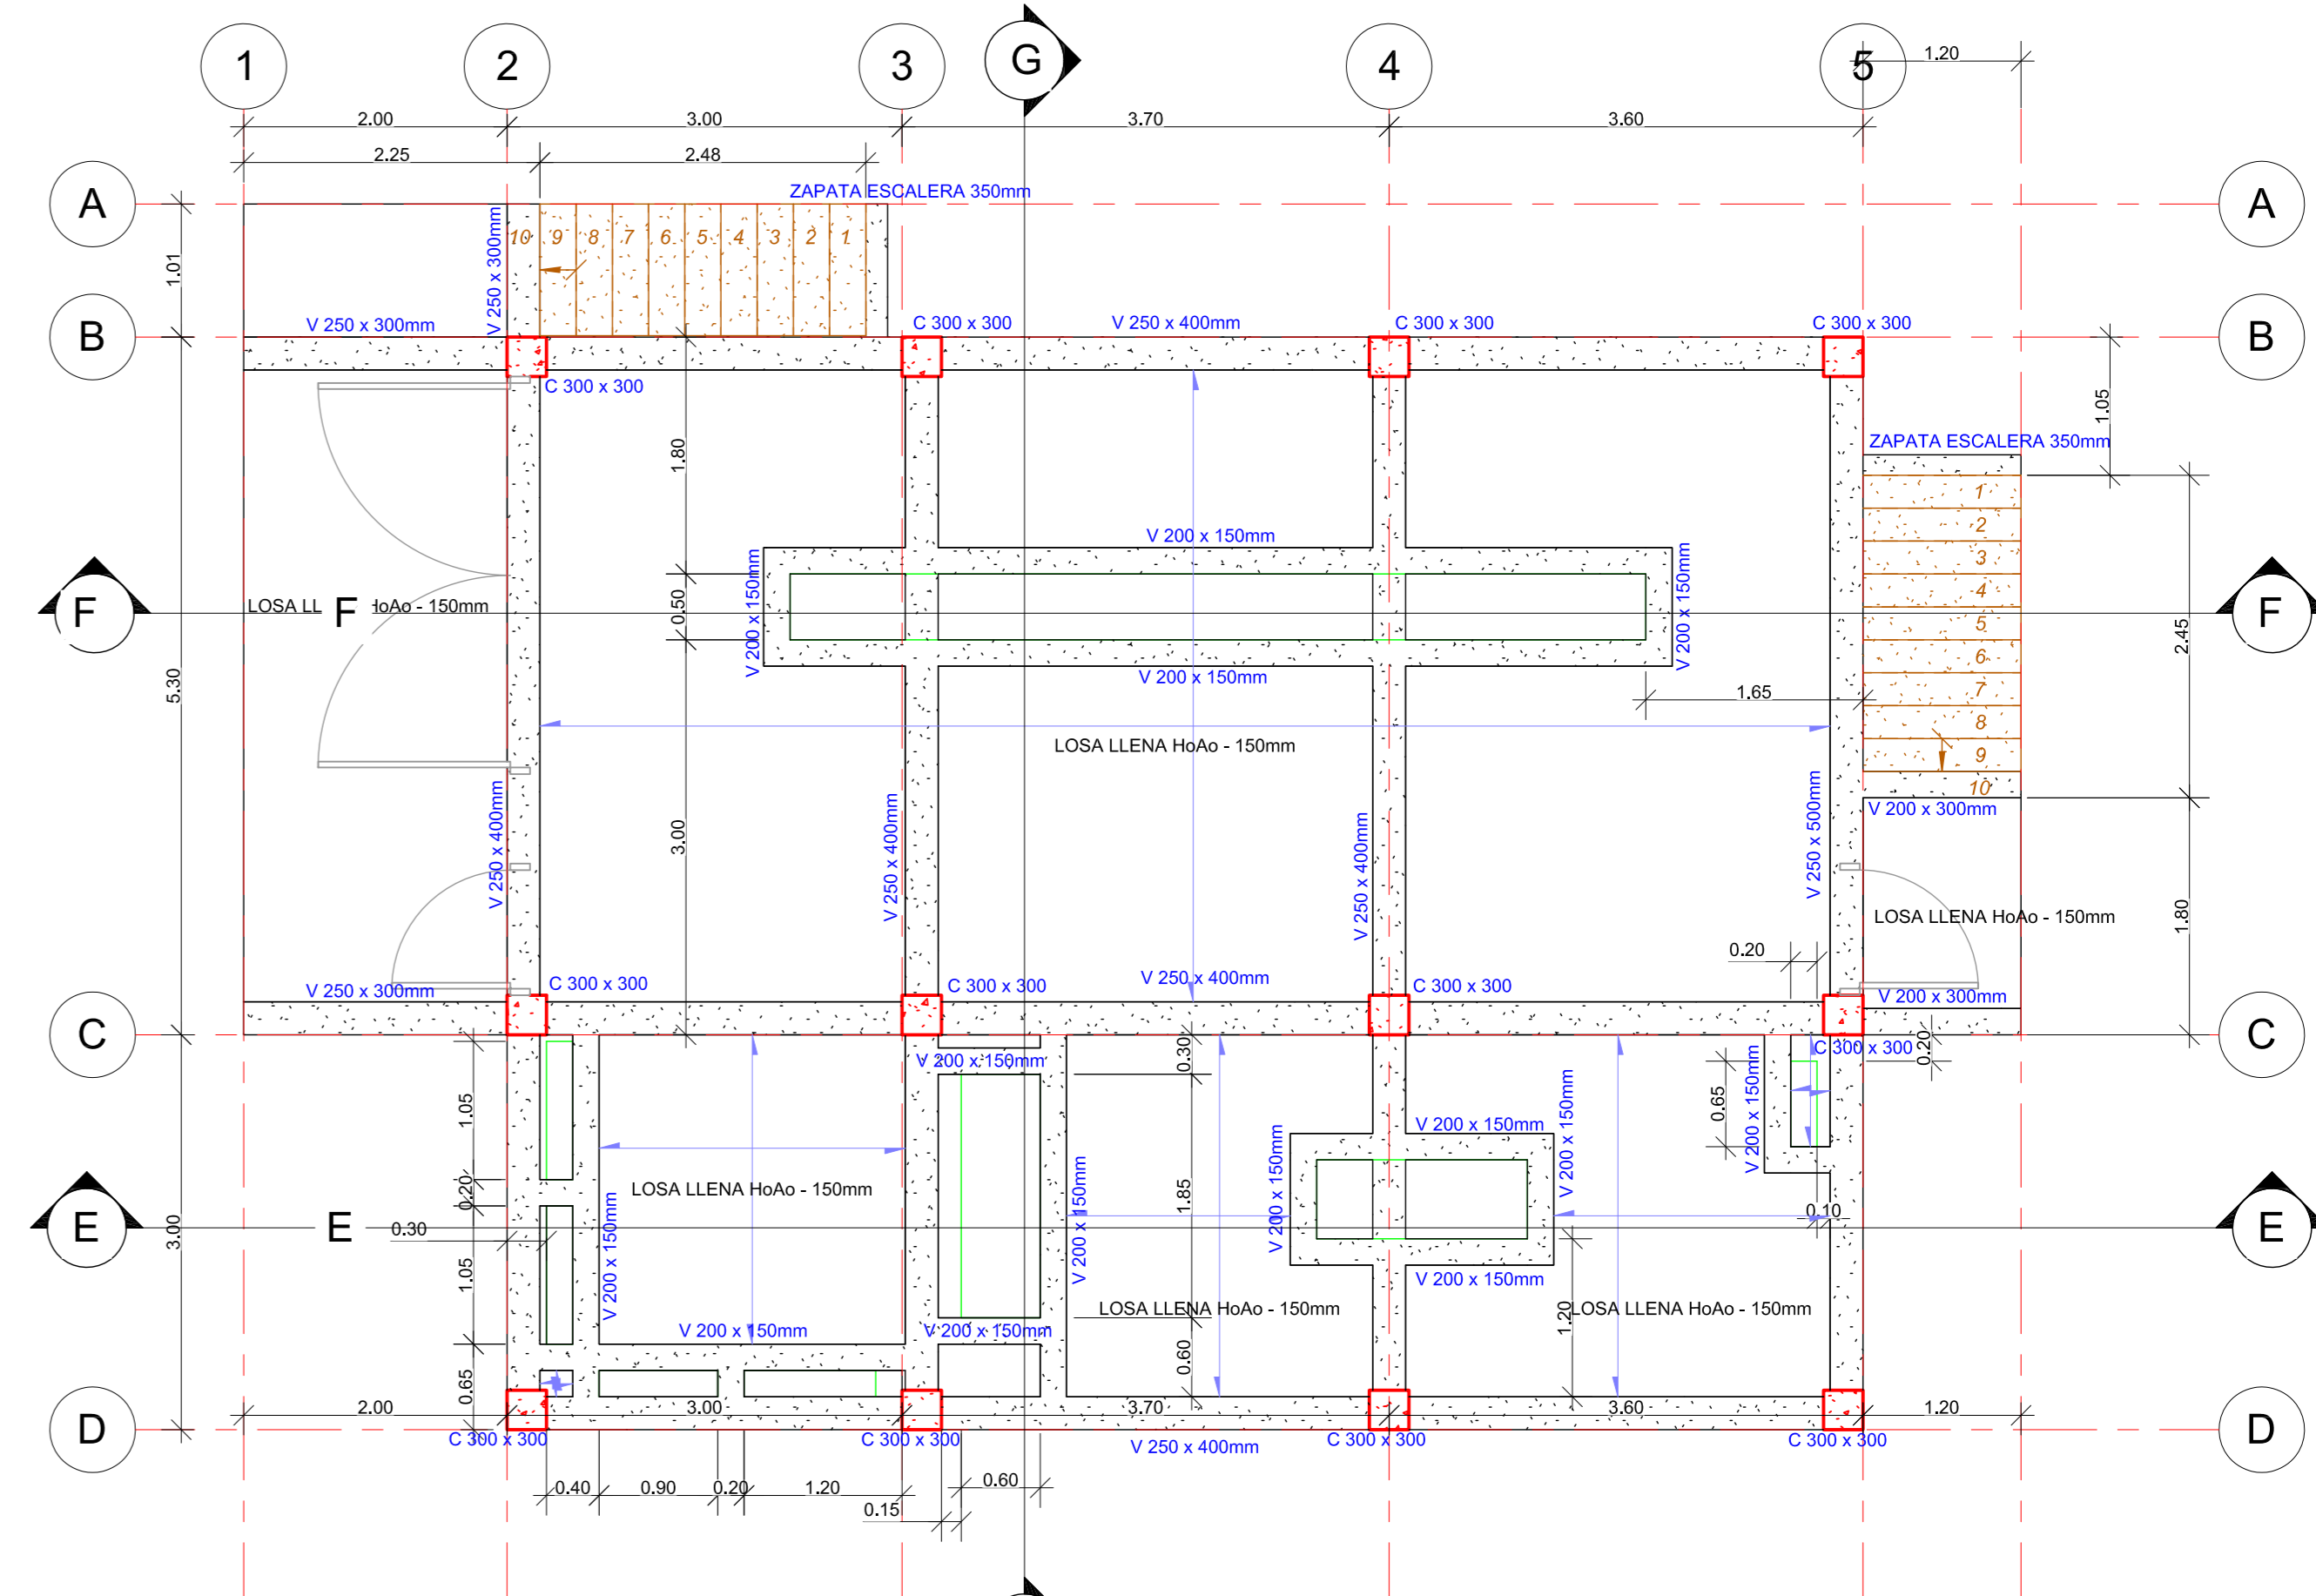 1
2
3
G
4
5
1.20
2.00
3.00
3.70
3.60
2.25
2.48
ZAPATA ESCALERA 350mm
A
A
1.01
V 250 x 300mm
10
9
8
7
6
5
4
3
2
1
B
V 250 x 300mm
C 300 x 300
V 250 x 400mm
C 300 x 300
C 300 x 300
B
C 300 x 300
1.05
1.80
ZAPATA ESCALERA 350mm
1
2
3
4
5
6
7
8
9
10
V 200 x 150mm
V 200 x 150mm
V 200 x 150mm
0.50
F
LOSA LL
F
HoAo - 150mm
F
2.45
V 200 x 150mm
5.30
1.65
LOSA LLENA HoAo - 150mm
V 200 x 300mm
3.00
V 250 x 400mm
V 250 x 400mm
V 250 x 400mm
V 250 x 500mm
LOSA LLENA HoAo - 150mm
1.80
0.20
V 250 x 300mm
C 300 x 300
C 300 x 300
V 250 x 400mm
C 300 x 300
V 200 x 300mm
C
C
C 300 x 300
0.20
V 200 x 150mm
0.30
1.05
0.65
V 200 x 150mm
V 200 x 150mm
V 200 x 150mm
LOSA LLENA HoAo - 150mm
0.20
1.85
V 200 x 150mm
V 200 x 150mm
0.10
E
E
0.30
E
3.00
1.05
V 200 x 150mm
V 200 x 150mm
LOSA LLENA HoAo - 150mm
1.20
LOSA LLENA HoAo - 150mm
V 200 x 150mm
V 200 x 150mm
0.60
0.65
D
2.00
3.00
3.70
3.60
1.20
D
C 300 x 300
C 300 x 300
V 250 x 400mm
C 300 x 300
C 300 x 300
0.40
0.90
0.20
1.20
0.60
0.15